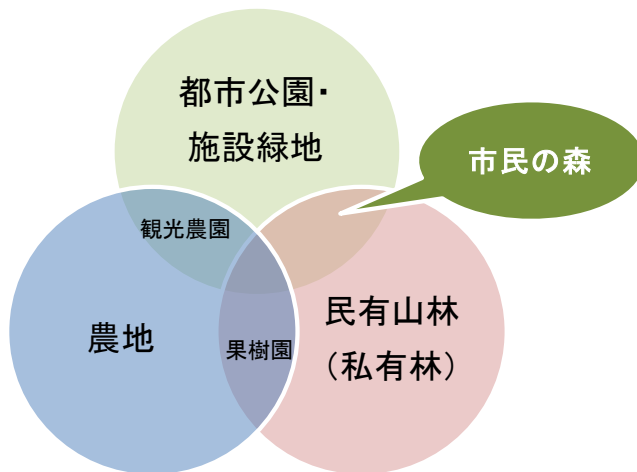 都市公園・
施設緑地
市民の森
観光農園
農地
果樹園
民有山林
（私有林）